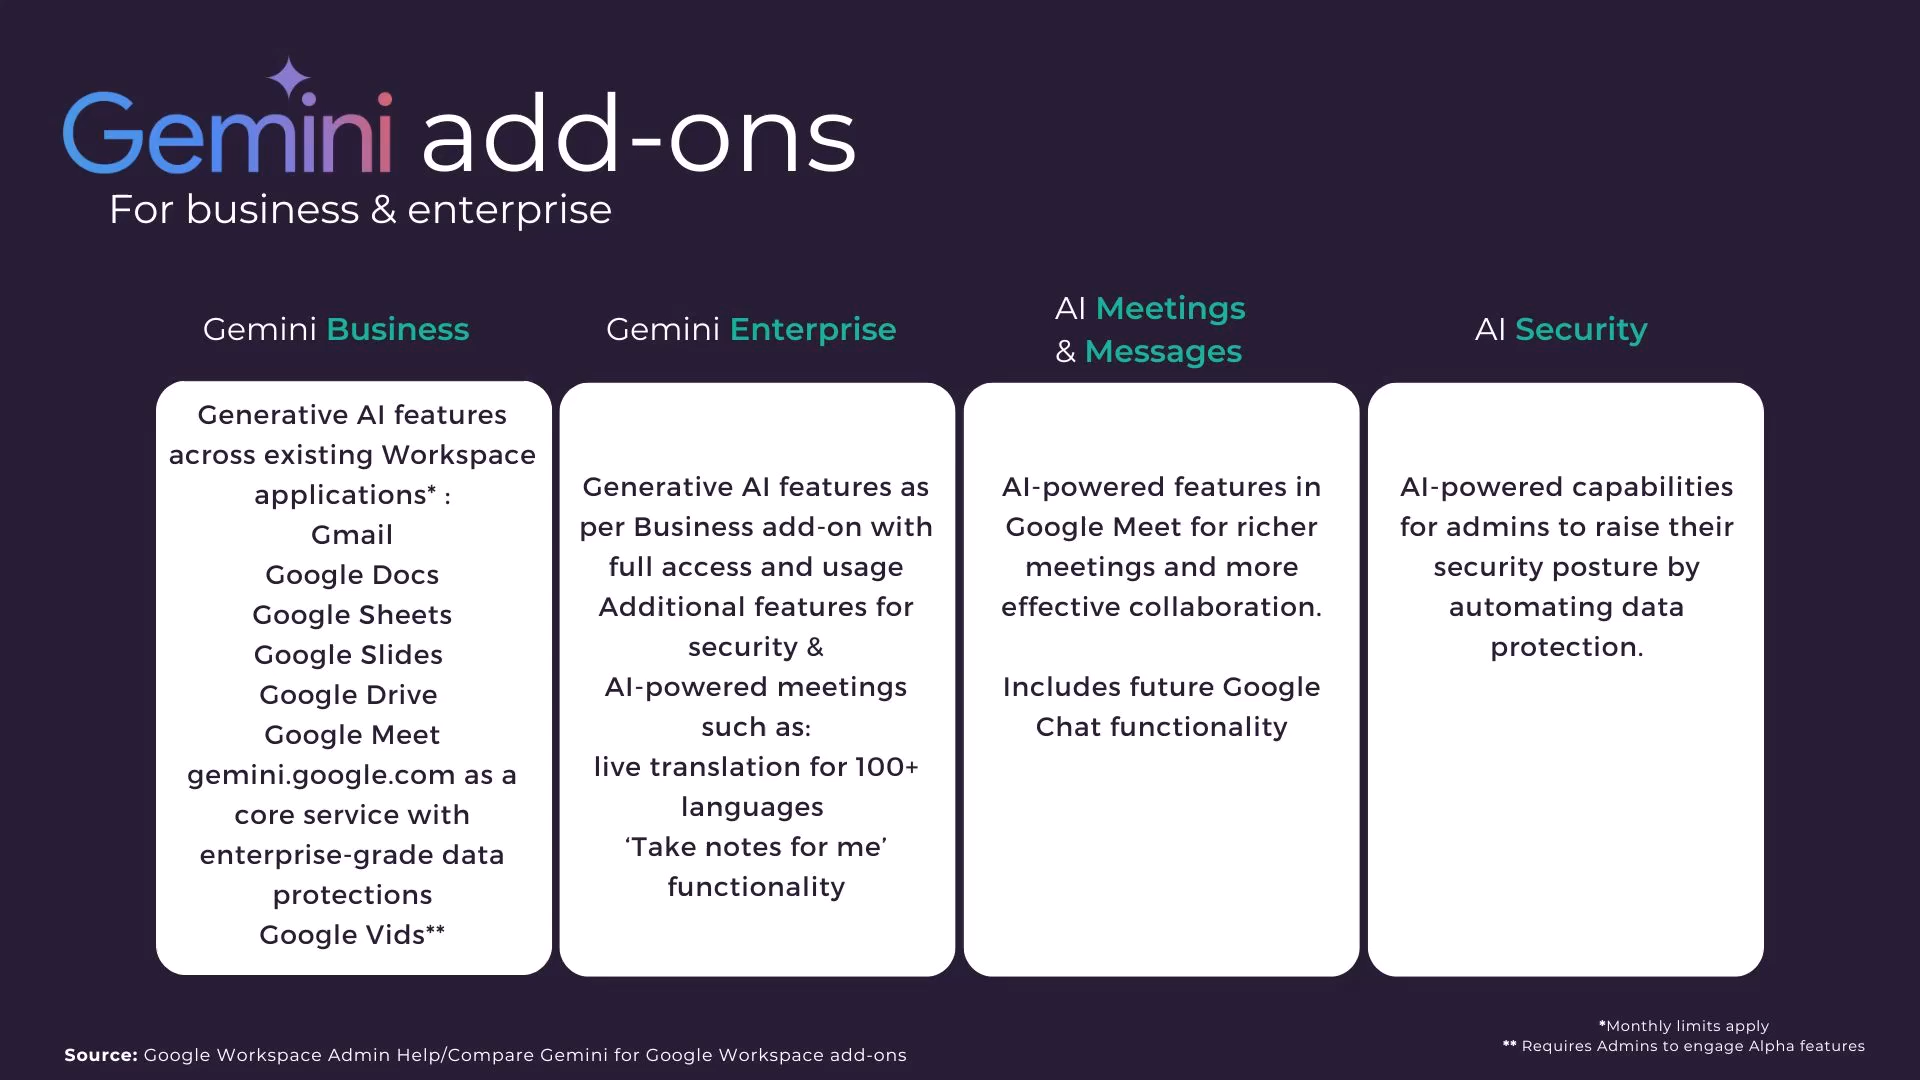 Gemini add-ons
For business & enterprise
Gemini Business
Generative AI features
across existing Workspace
applications* :
Gmail
Google Docs
Google Sheets
Google Slides
Google Drive
Google Meet
gemini.google.com as a
core service with
enterprise-grade data
protections
Google Vids**
Gemini Enterprise
Generative AI features as
per Business add-on with
full access and usage
Additional features for
security &
AI-powered meetings
such as:
live translation for 100+
languages
‘Take notes for me’
functionality
AI Meetings
& Messages
AI-powered features in
Google Meet for richer
meetings and more
effective collaboration.
Includes future Google
Chat functionality
AI Security
AI-powered capabilities
for admins to raise their
security posture by
automating data
protection.
Source: Google Workspace Admin Help/Compare Gemini for Google Workspace add-ons
*Monthly limits apply
** Requires Admins to engage Alpha features